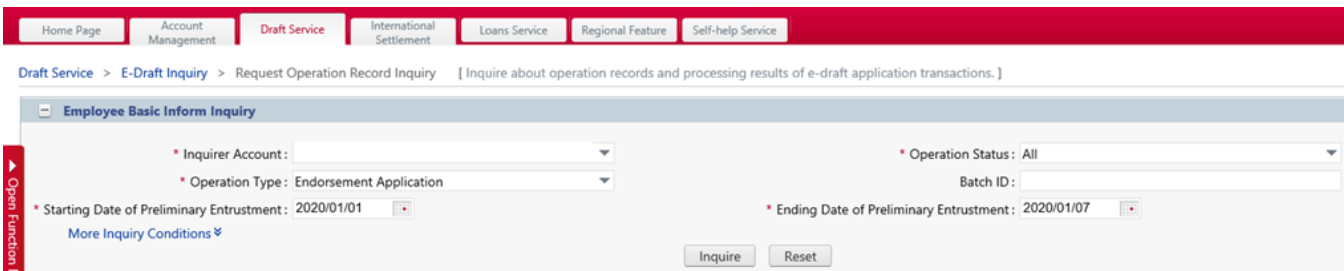 Home Page
Account
Management
Draft Service
International
Settlement
Loans Service
Regional Feature
Self-help Service
Draft Service > E-Draft Inquiry > Request Operation Record Inquiry [ Inquire about operation records and processing results of e-draft application transactions. ]
Employee Basic Inform Inquiry
* Inquirer Account :
* Operation Status : All
* Operation Type : Endorsement Application
Batch ID :
* Starting Date of Preliminary Entrustment : 2020/01/01
* Ending Date of Preliminary Entrustment : 2020/01/07
More Inquiry Conditions
Inquire
Reset
Open Function